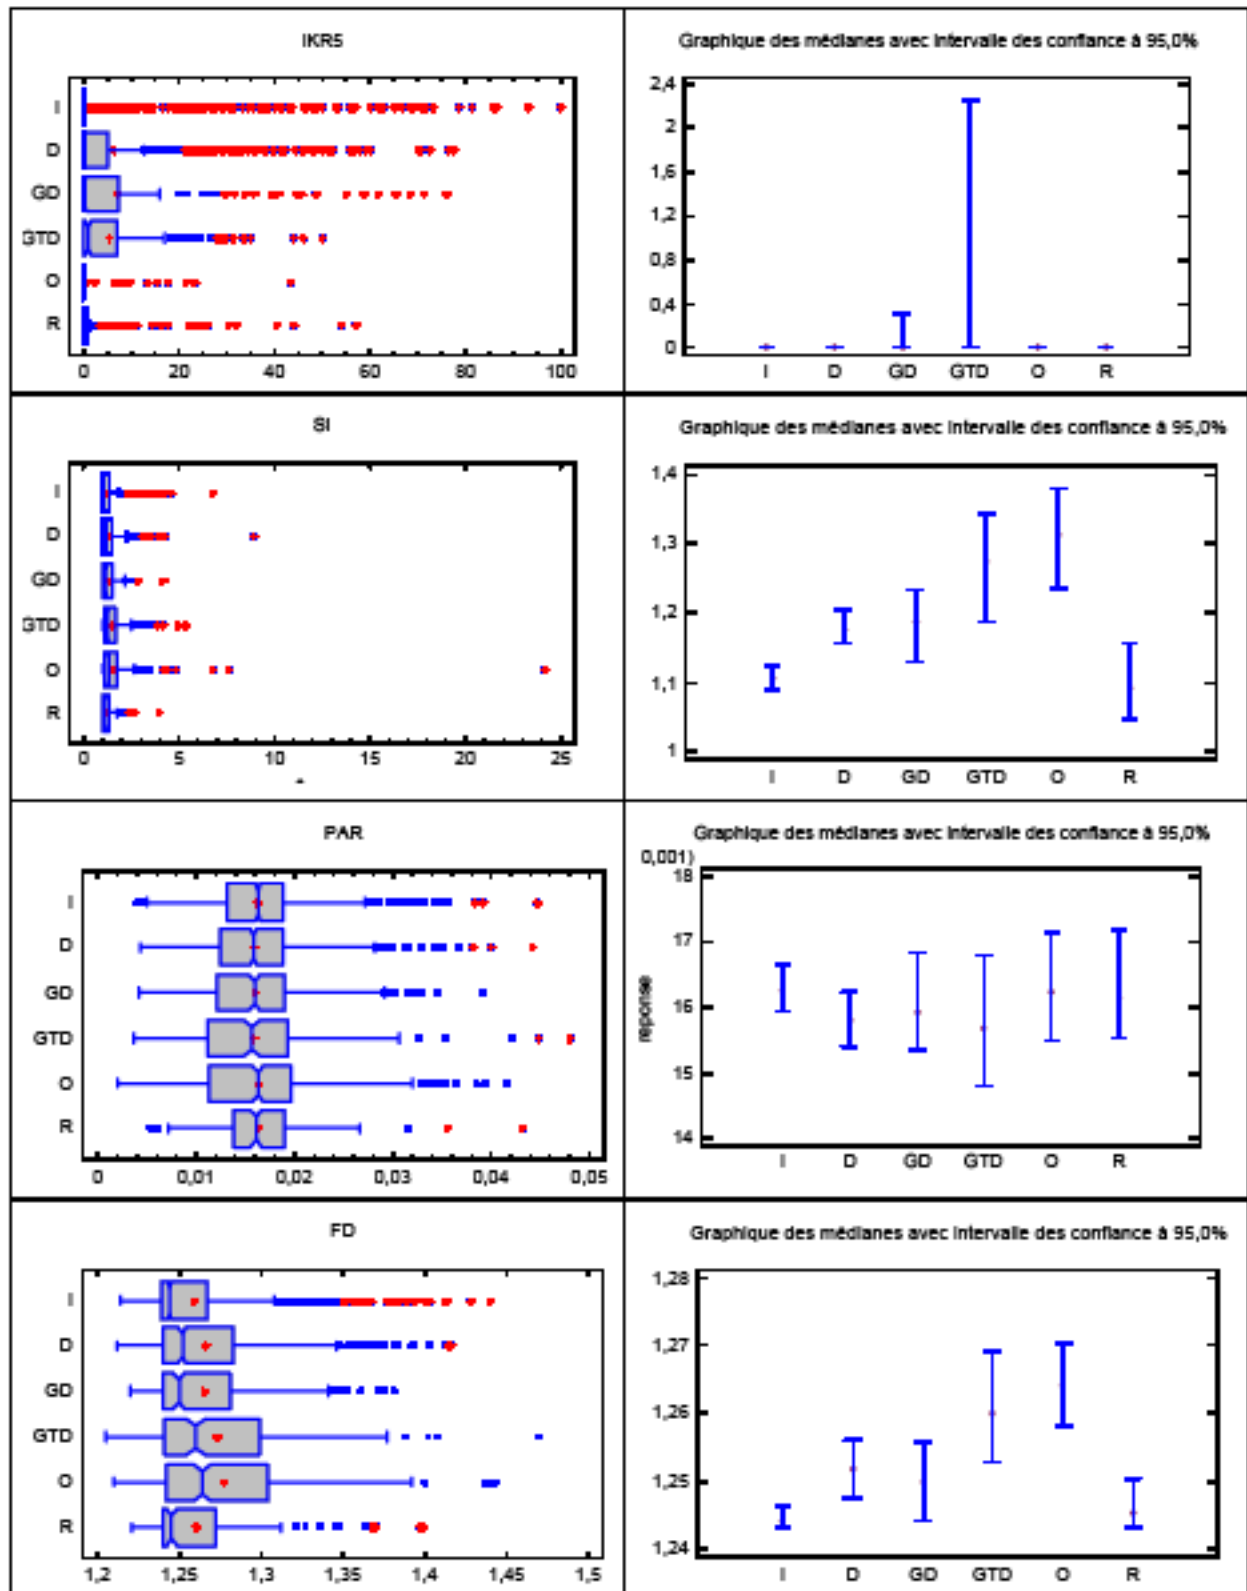 IKR5
I
D
GD
GTD
O
R
0 20 40 60 80 100
Graphique des médianes avec intervalle des confiance à 95,0%
2,4
2
1,6
1,2
0,8
0,4
0
I D GD GTD O R
SI
I
D
GD
GTD
O
R
0 5 10 15 20 25
Graphique des médianes avec intervalle des confiance à 95,0%
1,4
1,3
1,2
1,1
1
I D GD GTD O R
PAR
I
D
GD
GTD
O
R
0 0,01 0,02 0,03 0,04 0,05
Graphique des médianes avec intervalle des confiance à 95,0%
0,001)
18
17
16
15
14
reponse
I D GD GTD O R
FD
I
D
GD
GTD
O
R
1,2 1,25 1,3 1,35 1,4 1,45 1,5
Graphique des médianes avec intervalle des confiance à 95,0%
1,28
1,27
1,26
1,25
1,24
I D GD GTD O R